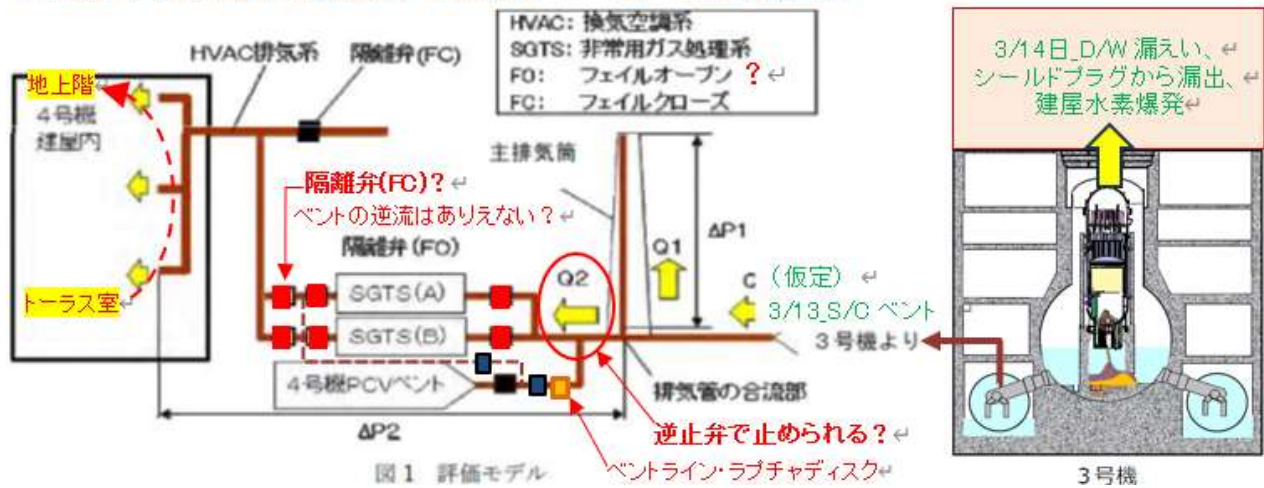 HVAC: 換気空調系
SGTS: 非常用ガス処理系
FO: フェイルオープン ?
FC: フェイルクローズ
HVAC排気系
隔離弁(FC)
地上階
4号機
建屋内
トーラス室
隔離弁(FC)?
ベントの逆流はありえない?
隔離弁(FO)
SGTS(A)
SGTS(B)
4号機PCVベント
主排気筒
Q1
ΔP1
Q2
(仮定)
3/13_S/C ベント
3号機より
排気管の合流部
ΔP2
逆止弁で止められる?
ベントライン・ラプチャディスク
図1 評価モデル
3/14日_D/W 漏えい、
シールドプラグから漏出、
建屋水素爆発
3号機